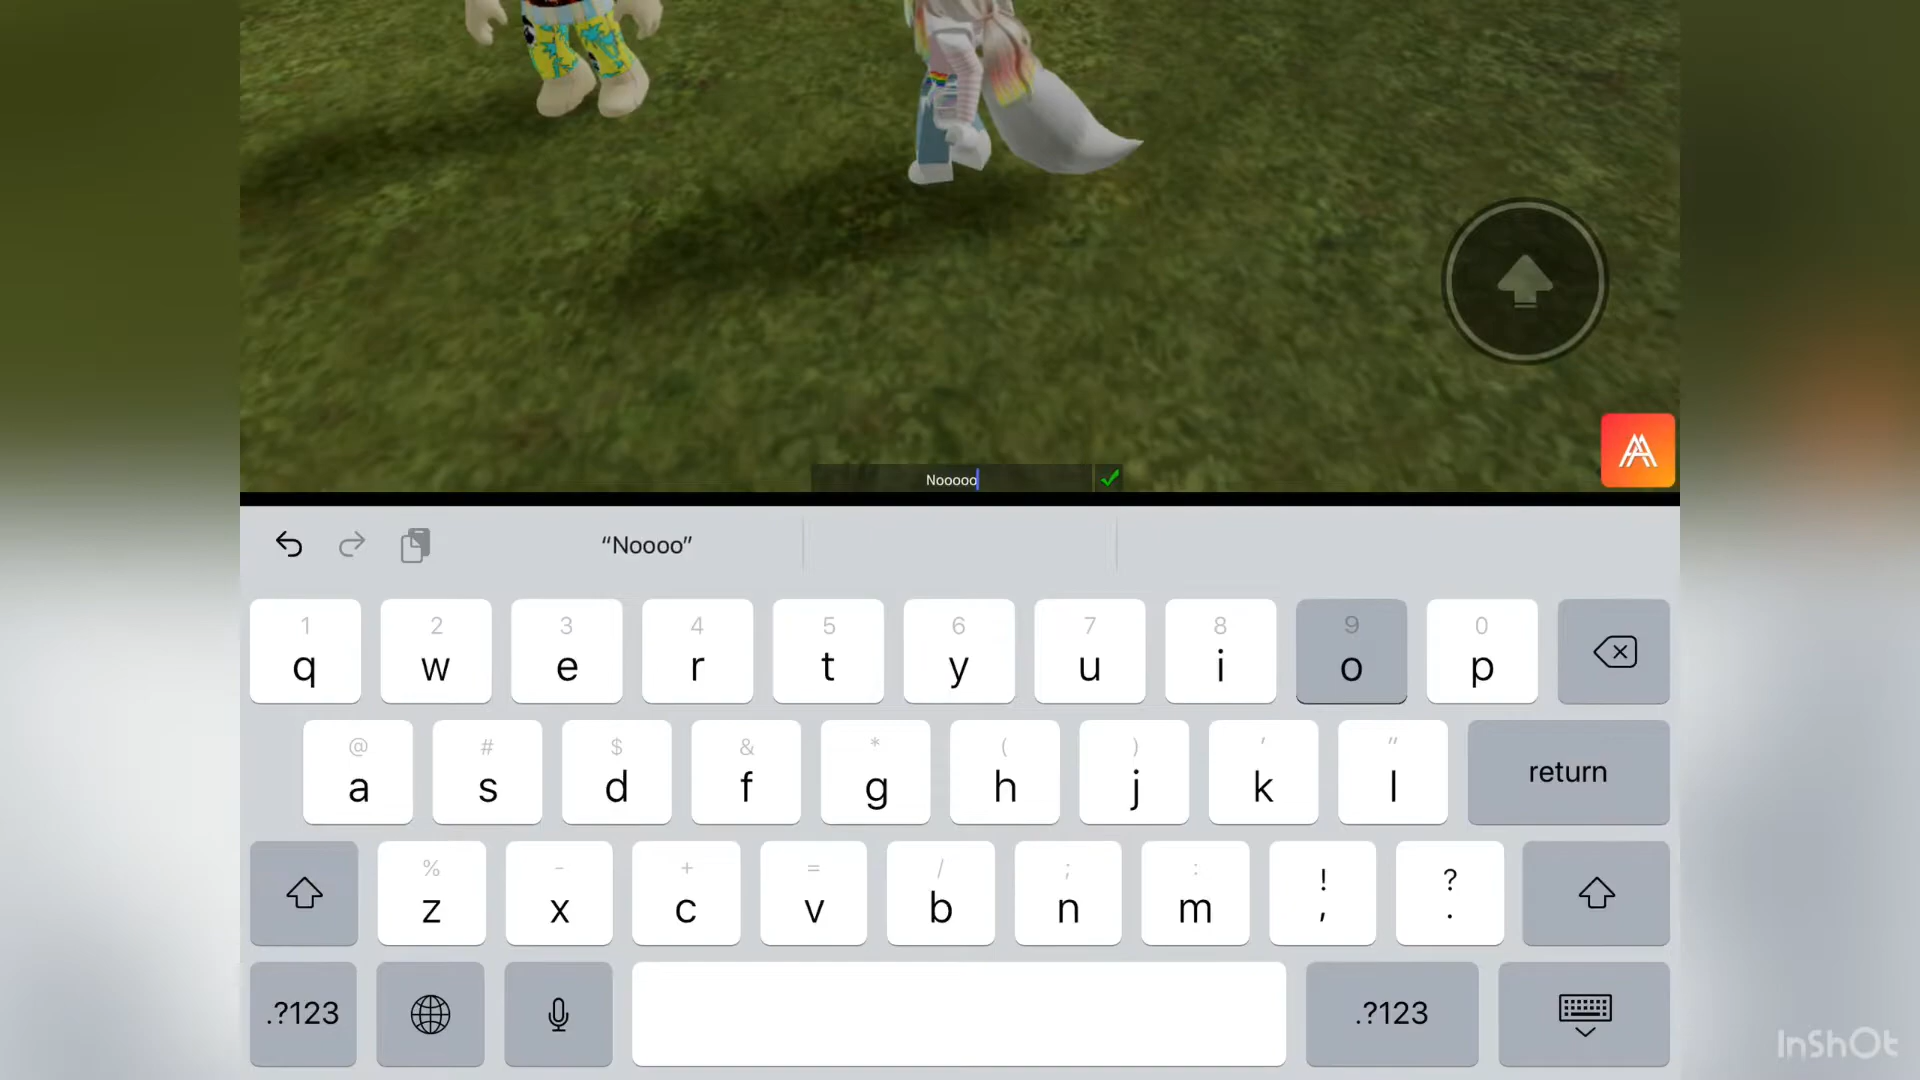 Nooooo
“Noooo”
1 2 3 4 5 6 7 8 9 0
q w e r t y u i o p
@ # $ & * ( ) ' "
a s d f g h j k l return
% - + = / ; : ! ?
z x c v b n m , .
.?123 .?123
InShOt